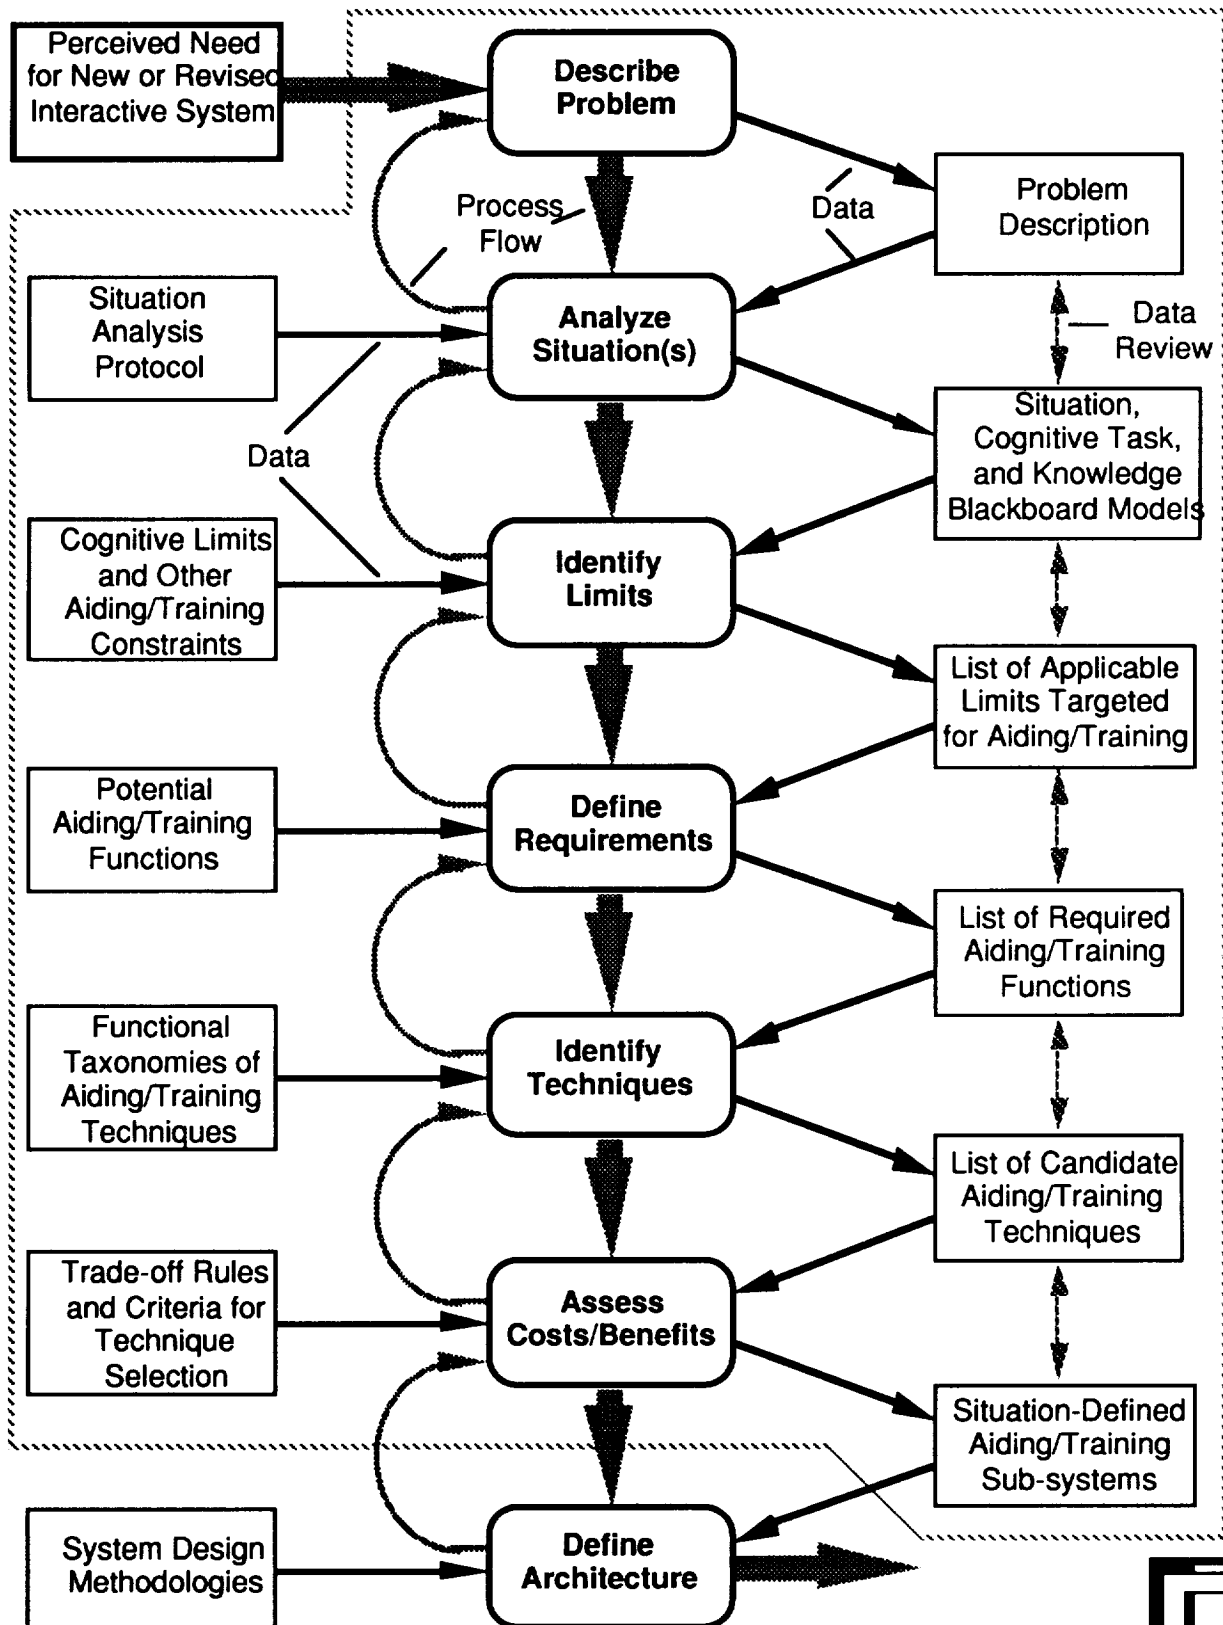 Perceived Need
for New or Revised
Interactive System
Describe
Problem
Process
Flow
Data
Problem
Description
Situation
Analysis
Protocol
Analyze
Situation(s)
Data
Review
Data
Situation,
Cognitive Task,
and Knowledge
Blackboard Models
Cognitive Limits
and Other
Aiding/Training
Constraints
Identify
Limits
List of Applicable
Limits Targeted
for Aiding/Training
Potential
Aiding/Training
Functions
Define
Requirements
List of Required
Aiding/Training
Functions
Functional
Taxonomies of
Aiding/Training
Techniques
Identify
Techniques
List of Candidate
Aiding/Training
Techniques
Trade-off Rules
and Criteria for
Technique
Selection
Assess
Costs/Benefits
Situation-Defined
Aiding/Training
Sub-systems
System Design
Methodologies
Define
Architecture